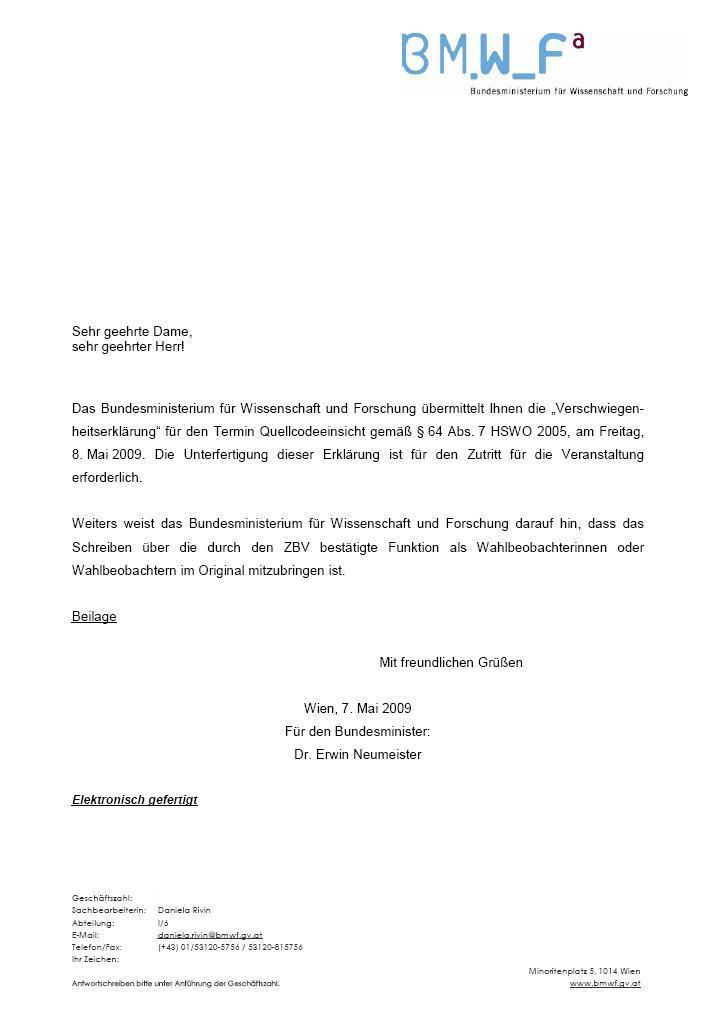 BM.W_Fa
Bundesministerium für Wissenschaft und Forschung
Sehr geehrte Dame,
sehr geehrter Herr!
Das Bundesministerium für Wissenschaft und Forschung übermittelt Ihnen die „Verschwiegen-
heitserklärung“ für den Termin Quellcodeeinsicht gemäß § 64 Abs. 7 HSWO 2005, am Freitag,
8. Mai 2009. Die Unterfertigung dieser Erklärung ist für den Zutritt für die Veranstaltung
erforderlich.
Weiters weist das Bundesministerium für Wissenschaft und Forschung darauf hin, dass das
Schreiben über die durch den ZBV bestätigte Funktion als Wahlbeobachterinnen oder
Wahlbeobachtern im Original mitzubringen ist.
Beilage
Mit freundlichen Grüßen
Wien, 7. Mai 2009
Für den Bundesminister:
Dr. Erwin Neumeister
Elektronisch gefertigt
Geschäftszahl:
Sachbearbeiterin: Daniela Rivin
Abteilung: I/6
E-Mail: daniela.rivin@bmwf.gv.at
Telefon/Fax: (+43) 01/53120-5756 / 53120-815756
Ihr Zeichen:
Antwortschreiben bitte unter Anführung der Geschäftszahl.
Minoritenplatz 5, 1014 Wien
www.bmwf.gv.at